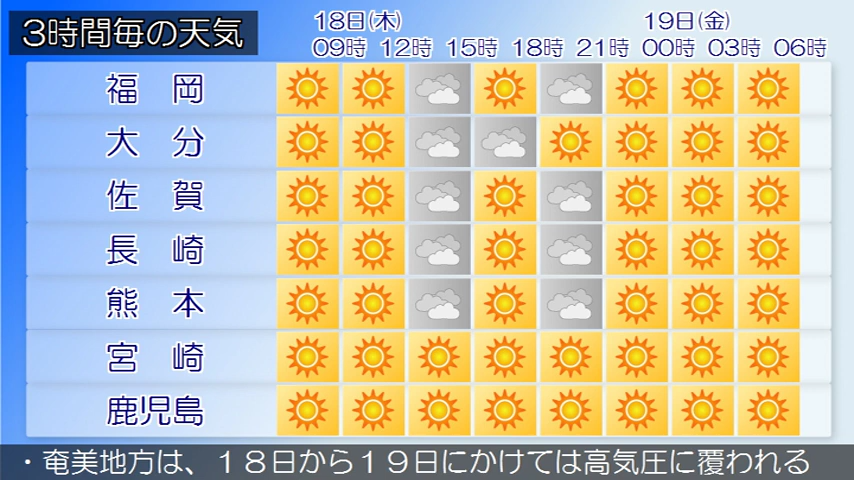 3時間毎の天気
18日(木) 19日(金)
09時 12時 15時 18時 21時 00時 03時 06時
福岡
大分
佐賀
長崎
熊本
宮崎
鹿児島
・奄美地方は、１８日から１９日にかけては高気圧に覆われる